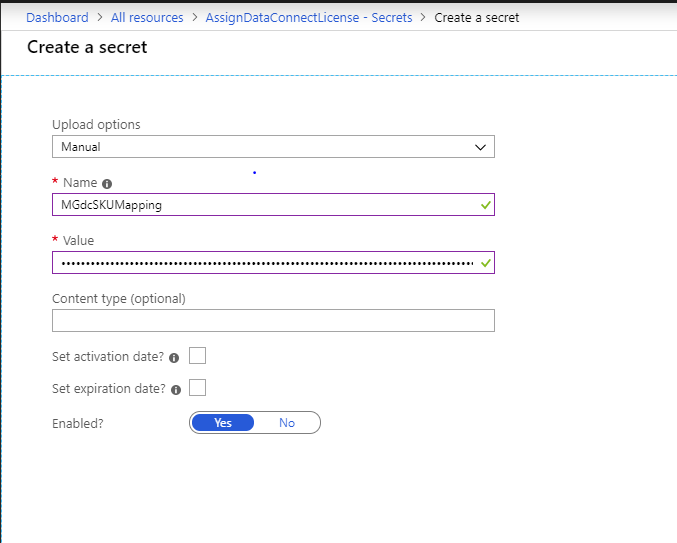 Dashboard > All resources > AssignDataConnectLicense - Secrets > Create a secret
Create a secret
Upload options
Manual
* Name
MGdcSKUMapping
* Value
Content type (optional)
Set activation date?
Set expiration date?
Enabled? Yes No